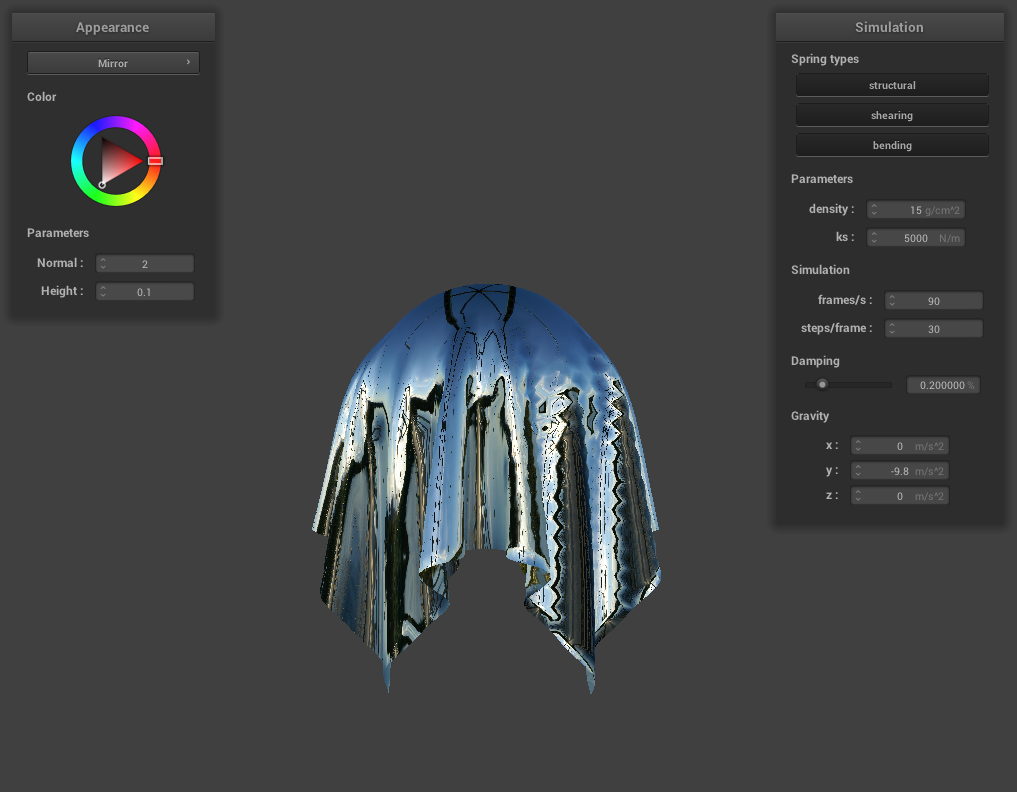 Appearance
Mirror
Color
Parameters
Normal : 2
Height : 0.1
Simulation
Spring types
structural
shearing
bending
Parameters
density : 15 g/cm^2
ks : 5000 N/m
Simulation
frames/s : 90
steps/frame : 30
Damping
0.200000 %
Gravity
x : 0 m/s^2
y : -9.8 m/s^2
z : 0 m/s^2